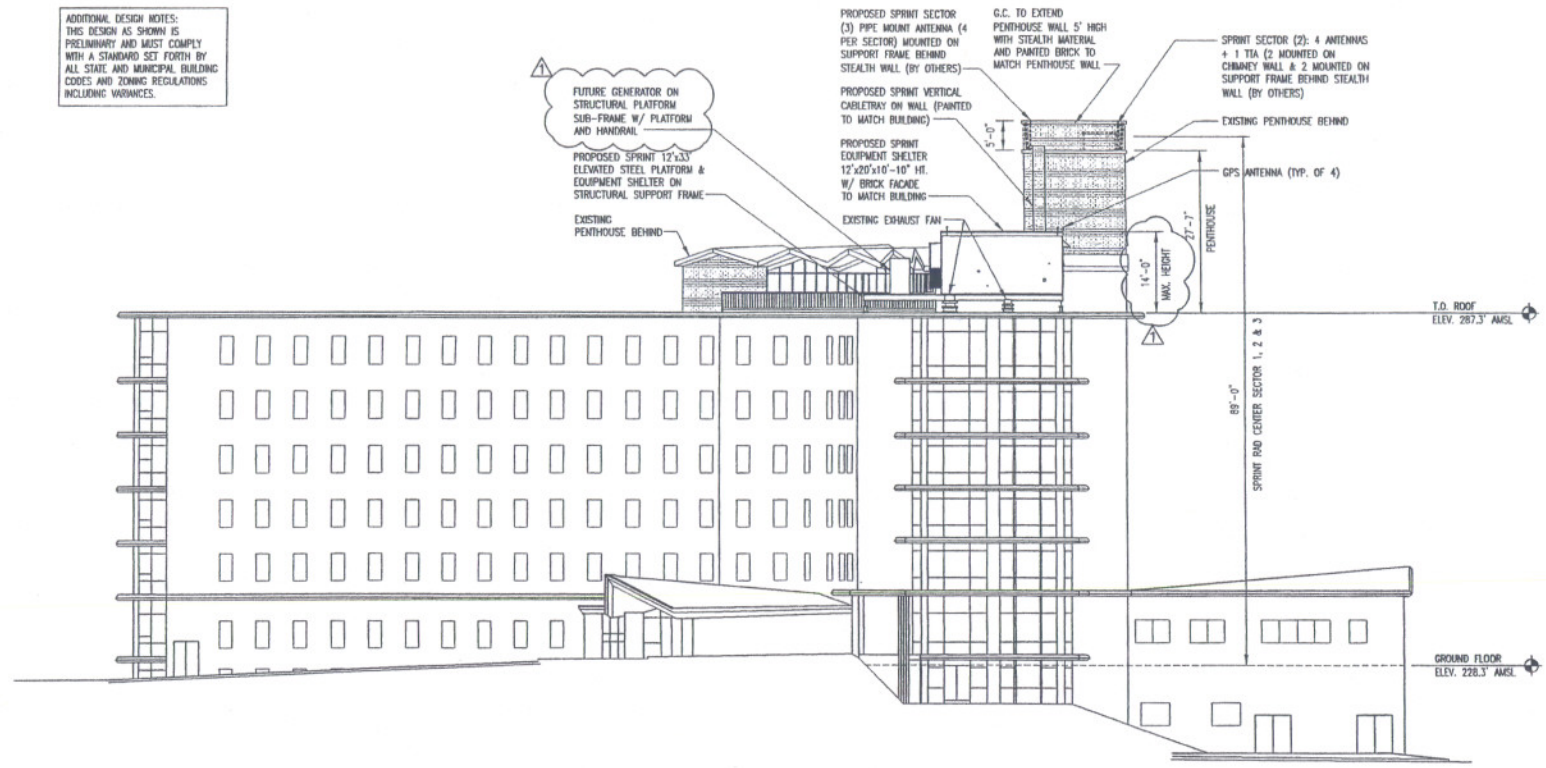 ADDITIONAL DESIGN NOTES:
THIS DESIGN AS SHOWN IS
PRELIMINARY AND MUST COMPLY
WITH A STANDARD SET FORTH BY
ALL STATE AND MUNICIPAL BUILDING
CODES AND ZONING REGULATIONS
INCLUDING VARIANCES.
1
FUTURE GENERATOR ON
STRUCTURAL PLATFORM
SUB-FRAME W/ PLATFORM
AND HANDRAIL
PROPOSED SPRINT 12'x33'
ELEVATED STEEL PLATFORM &
EQUIPMENT SHELTER ON
STRUCTURAL SUPPORT FRAME
EXISTING
PENTHOUSE BEHIND
PROPOSED SPRINT SECTOR
(3) PIPE MOUNT ANTENNA (4
PER SECTOR) MOUNTED ON
SUPPORT FRAME BEHIND
STEALTH WALL (BY OTHERS)
PROPOSED SPRINT VERTICAL
CABLETRAY ON WALL (PAINTED
TO MATCH BUILDING)
PROPOSED SPRINT
EQUIPMENT SHELTER
12'x20'x10'-10" HT.
W/ BRICK FACADE
TO MATCH BUILDING
EXISTING EXHAUST FAN
G.C. TO EXTEND
PENTHOUSE WALL 5' HIGH
WITH STEALTH MATERIAL
AND PAINTED BRICK TO
MATCH PENTHOUSE WALL
SPRINT SECTOR (2): 4 ANTENNAS
+ 1 TTA (2 MOUNTED ON
CHIMNEY WALL & 2 MOUNTED ON
SUPPORT FRAME BEHIND STEALTH
WALL (BY OTHERS)
EXISTING PENTHOUSE BEHIND
GPS ANTENNA (TYP. OF 4)
5'-0"
27'-7"
PENTHOUSE
14'-0"
MAX. HEIGHT
1
89'-0"
SPRINT RAD CENTER SECTOR 1, 2 & 3
T.O. ROOF
ELEV. 287.3' AMSL
GROUND FLOOR
ELEV. 228.3' AMSL